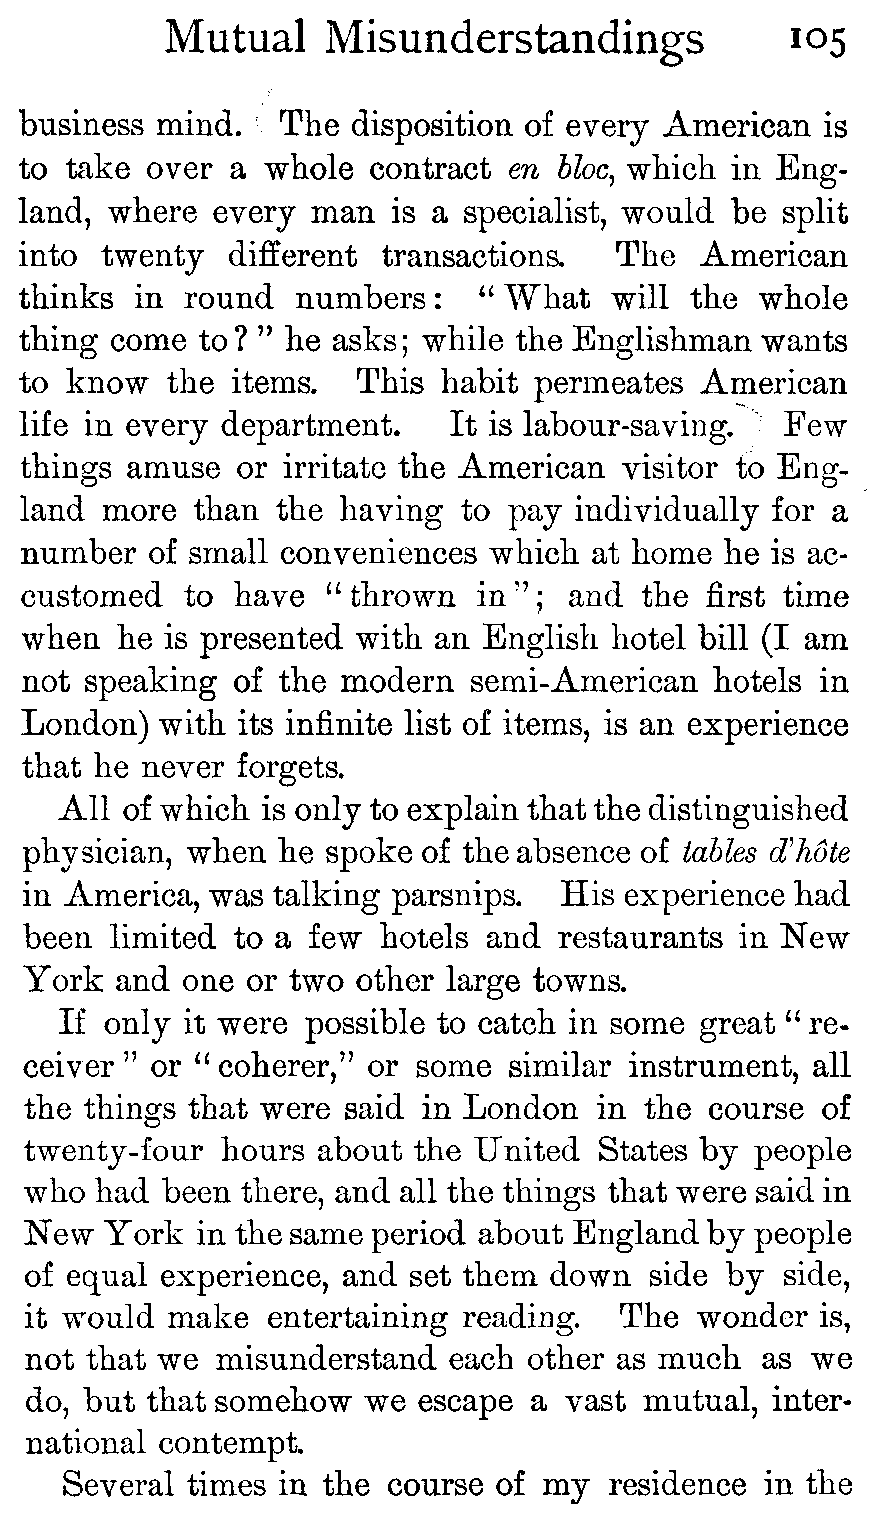 Mutual Misunderstandings 105
business mind. The disposition of every American is
to take over a whole contract en bloc, which in Eng-
land, where every man is a specialist, would be split
into twenty different transactions. The American
thinks in round numbers: “What will the whole
thing come to?” he asks; while the Englishman wants
to know the items. This habit permeates American
life in every department. It is labour-saving. Few
things amuse or irritate the American visitor to Eng-
land more than the having to pay individually for a
number of small conveniences which at home he is ac-
customed to have “thrown in”; and the first time
when he is presented with an English hotel bill (I am
not speaking of the modern semi-American hotels in
London) with its infinite list of items, is an experience
that he never forgets.
All of which is only to explain that the distinguished
physician, when he spoke of the absence of tables d'hôte
in America, was talking parsnips. His experience had
been limited to a few hotels and restaurants in New
York and one or two other large towns.
If only it were possible to catch in some great “re-
ceiver” or “coherer,” or some similar instrument, all
the things that were said in London in the course of
twenty-four hours about the United States by people
who had been there, and all the things that were said in
New York in the same period about England by people
of equal experience, and set them down side by side,
it would make entertaining reading. The wonder is,
not that we misunderstand each other as much as we
do, but that somehow we escape a vast mutual, inter-
national contempt.
Several times in the course of my residence in the